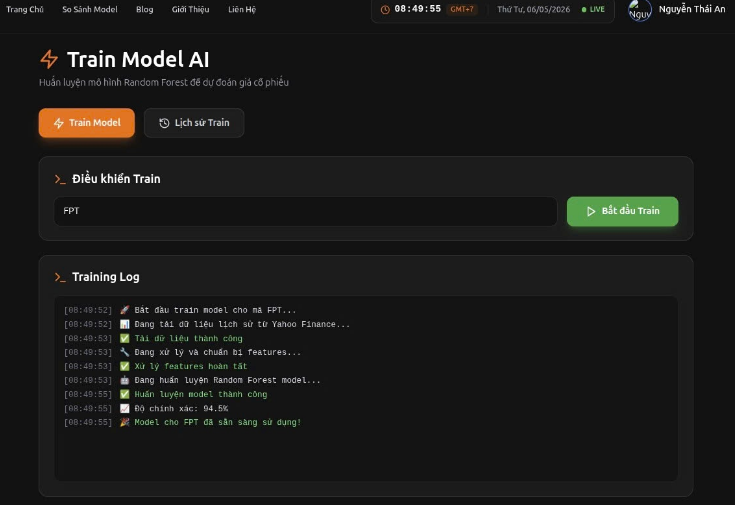 Trang Chủ So Sánh Model Blog Giới Thiệu Liên Hệ 08:49:55 GMT+7 Thứ Tư, 06/05/2026 LIVE Nguyễn Thái An
Train Model AI
Huấn luyện mô hình Random Forest để dự đoán giá cổ phiếu
Train Model Lịch sử Train
Điều khiển Train
FPT Bắt đầu Train
Training Log
[08:49:52] 🚀 Bắt đầu train model cho mã FPT...
[08:49:52] 📊 Đang tải dữ liệu lịch sử từ Yahoo Finance...
[08:49:53] ✅ Tải dữ liệu thành công
[08:49:53] 🔧 Đang xử lý và chuẩn bị features...
[08:49:53] ✅ Xử lý features hoàn tất
[08:49:53] 🤖 Đang huấn luyện Random Forest model...
[08:49:55] ✅ Huấn luyện model thành công
[08:49:55] 📈 Độ chính xác: 94.5%
[08:49:55] 🎉 Model cho FPT đã sẵn sàng sử dụng!